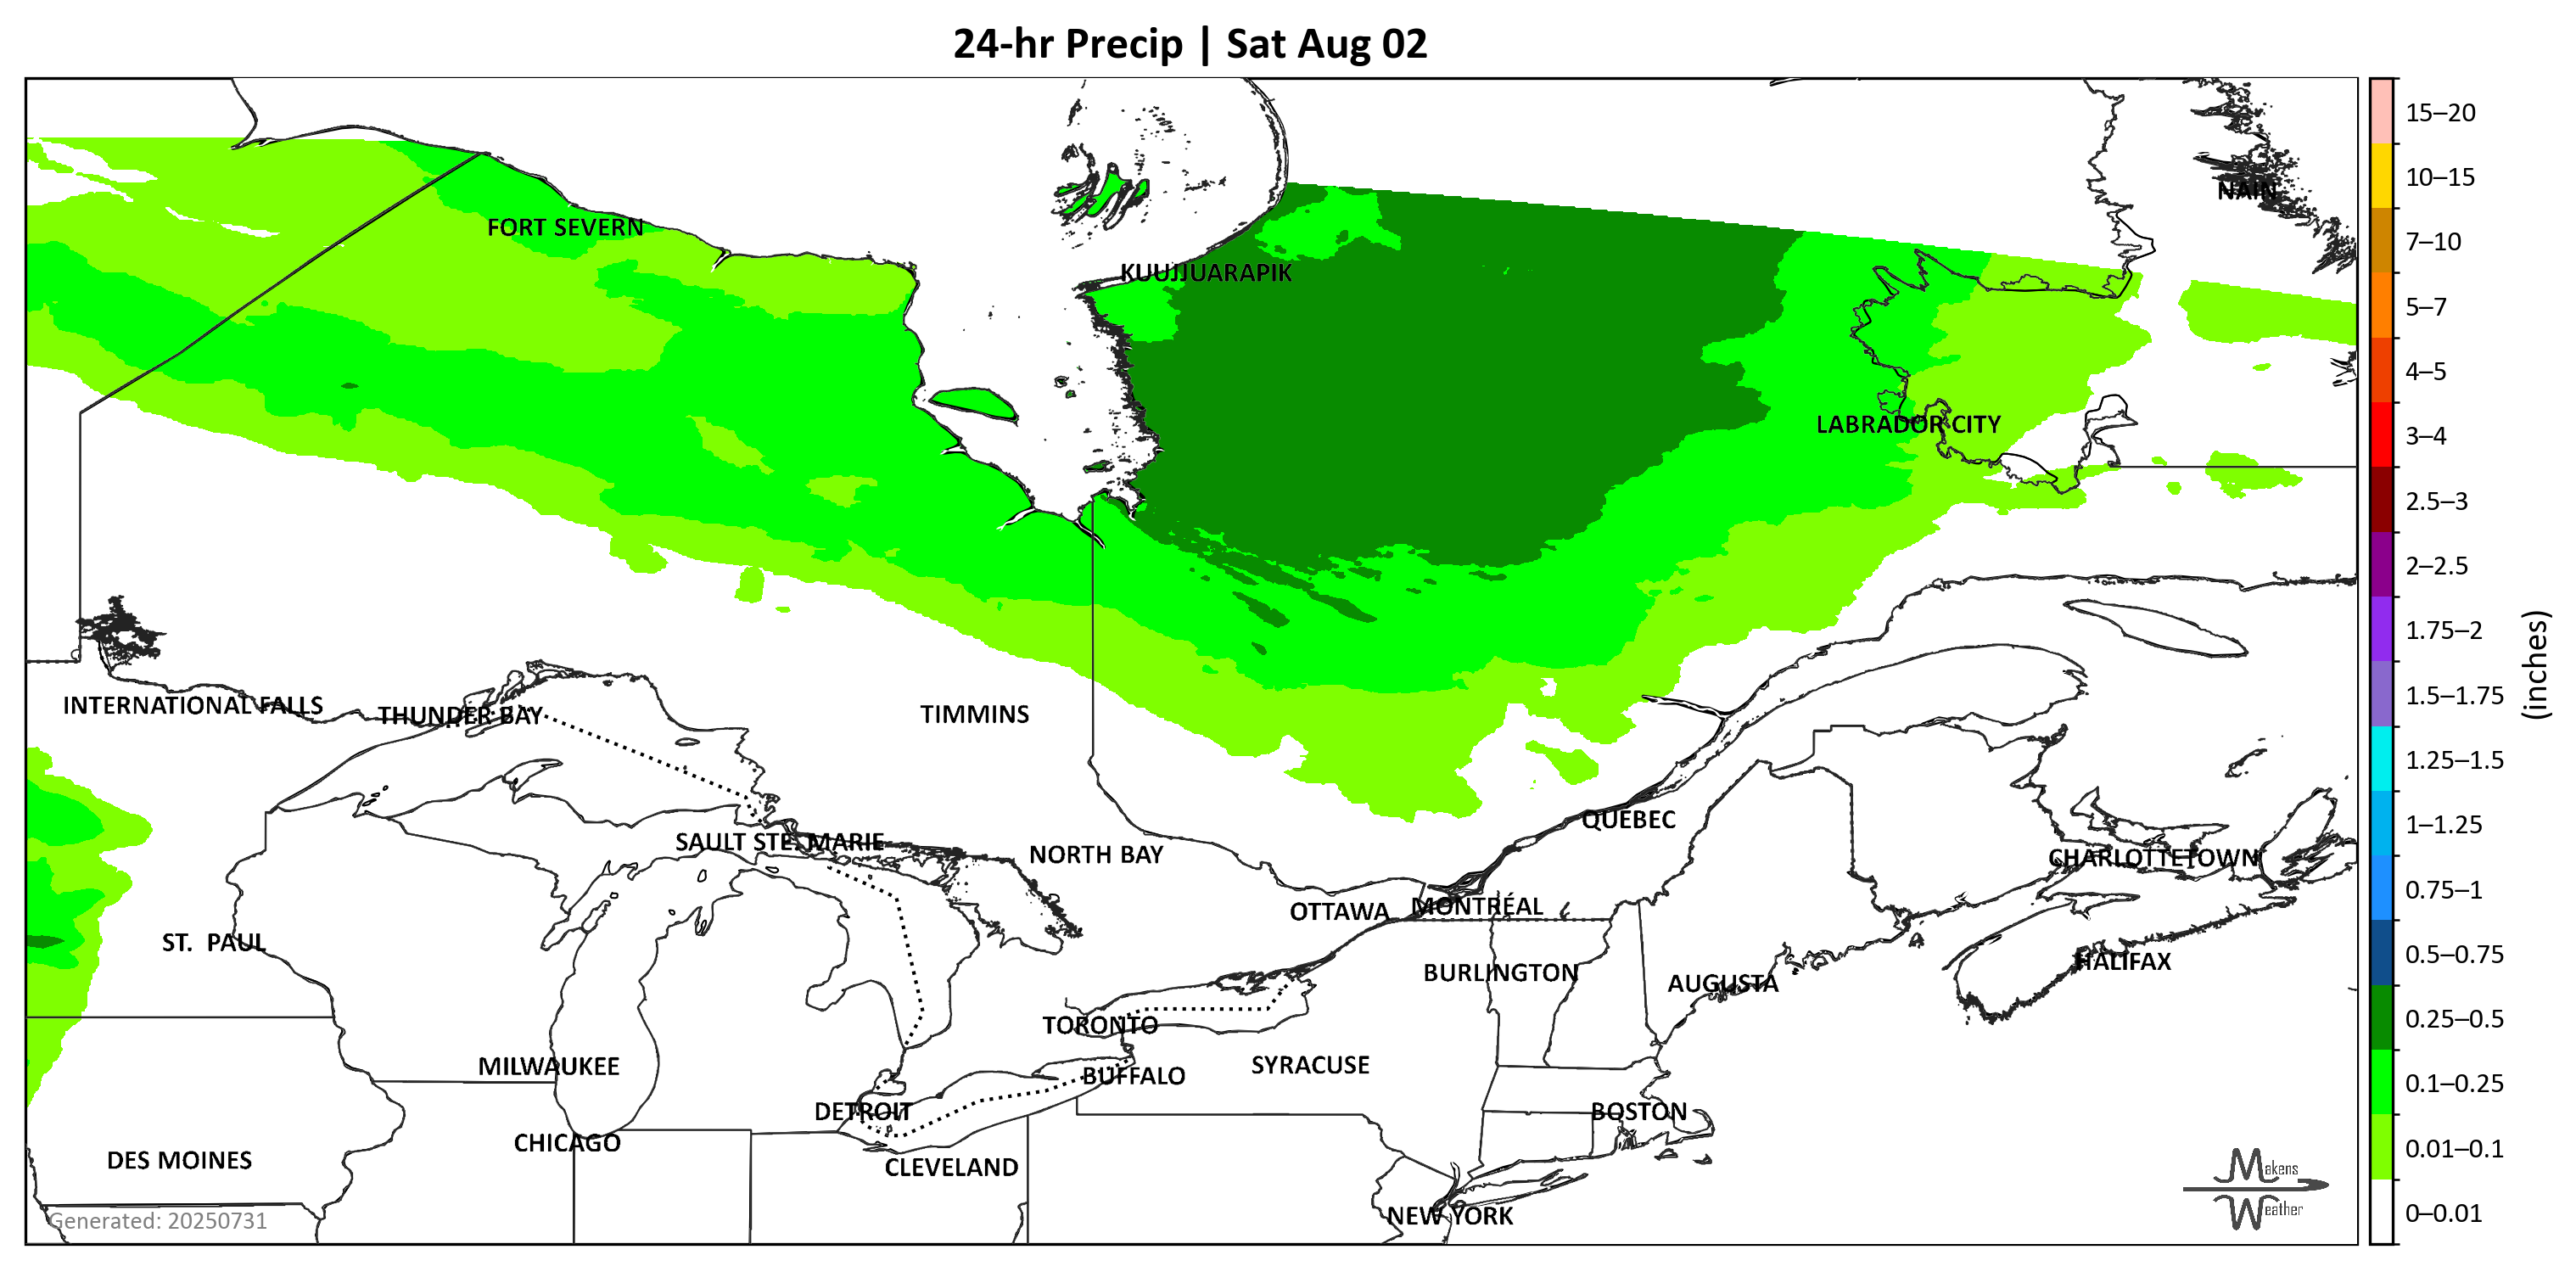 24-hr Precip | Sat Aug 02
15–20
10–15
NAIN
FORT SEVERN
7–10
KUUJJUARAPIK
5–7
4–5
LABRADOR CITY
3–4
2.5–3
2–2.5
1.75–2
(inches)
1.5–1.75
INTERNATIONAL FALLS
THUNDER BAY
TIMMINS
1.25–1.5
QUEBEC
1–1.25
SAULT STE. MARIE
NORTH BAY
CHARLOTTETOWN
0.75–1
OTTAWA
MONTRÉAL
ST. PAUL
0.5–0.75
HALIFAX
BURLINGTON
AUGUSTA
0.25–0.5
TORONTO
MILWAUKEE
SYRACUSE
BUFFALO
0.1–0.25
DETROIT
BOSTON
CHICAGO
0.01–0.1
DES MOINES
CLEVELAND
Makens
Weather
0–0.01
NEW YORK
Generated: 20250731